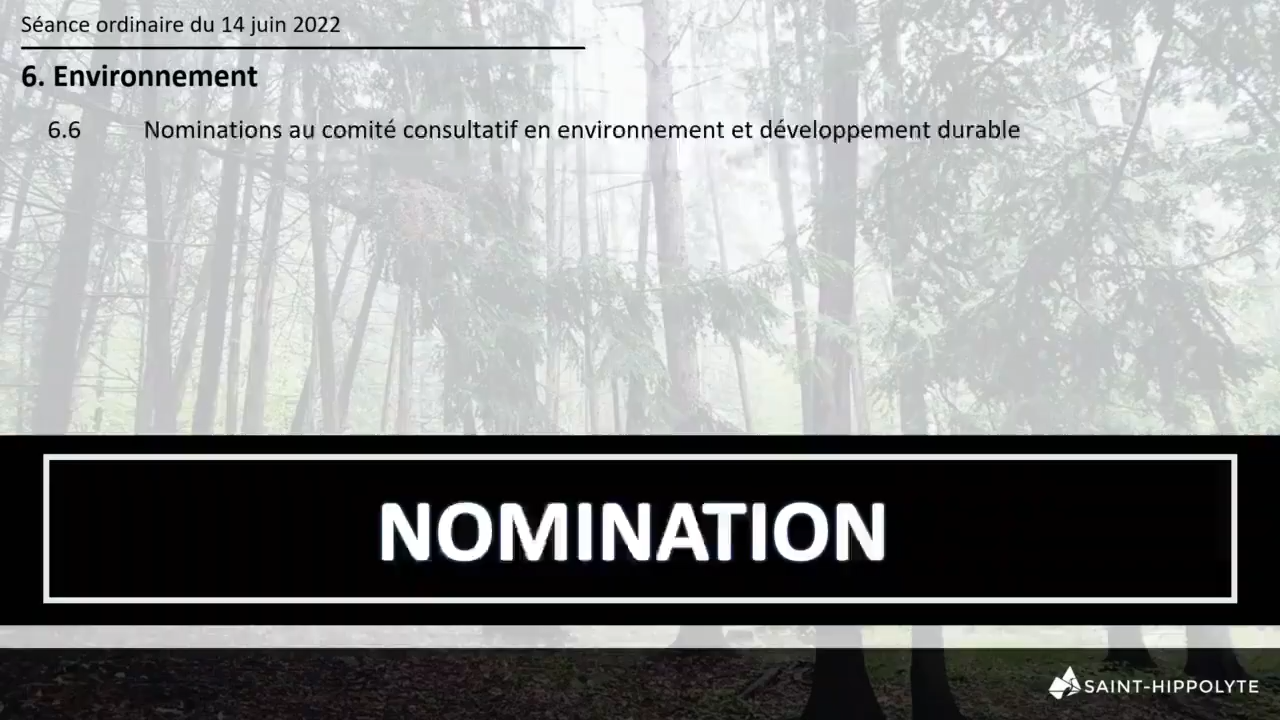 Séance ordinaire du 14 juin 2022
6. Environnement
6.6 Nominations au comité consultatif en environnement et développement durable
NOMINATION
SAINT-HIPPOLYTE